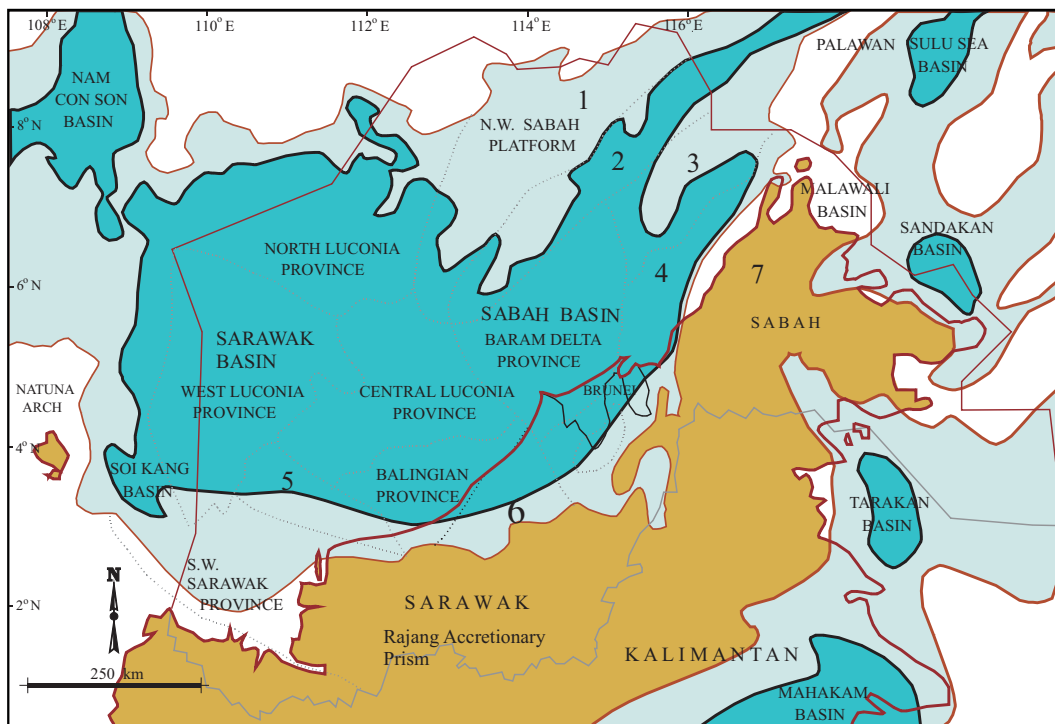 108° E
110° E
112° E
114° E
116° E
8° N
6° N
4° N
2° N
NAM
CON SON
BASIN
PALAWAN
SULU SEA
BASIN
1
N.W. SABAH
PLATFORM
2
3
MALAWALI
BASIN
SANDAKAN
BASIN
NORTH LUCONIA
PROVINCE
4
7
SABAH BASIN
BARAM DELTA
PROVINCE
SABAH
SARAWAK
BASIN
WEST LUCONIA
PROVINCE
CENTRAL LUCONIA
PROVINCE
BRUNEI
NATUNA
ARCH
SOI KANG
BASIN
5
BALINGIAN
PROVINCE
6
TARAKAN
BASIN
S.W.
SARAWAK
PROVINCE
N
SARAWAK
Rajang Accretionary
Prism
KALIMANTAN
250 km
MAHAKAM
BASIN